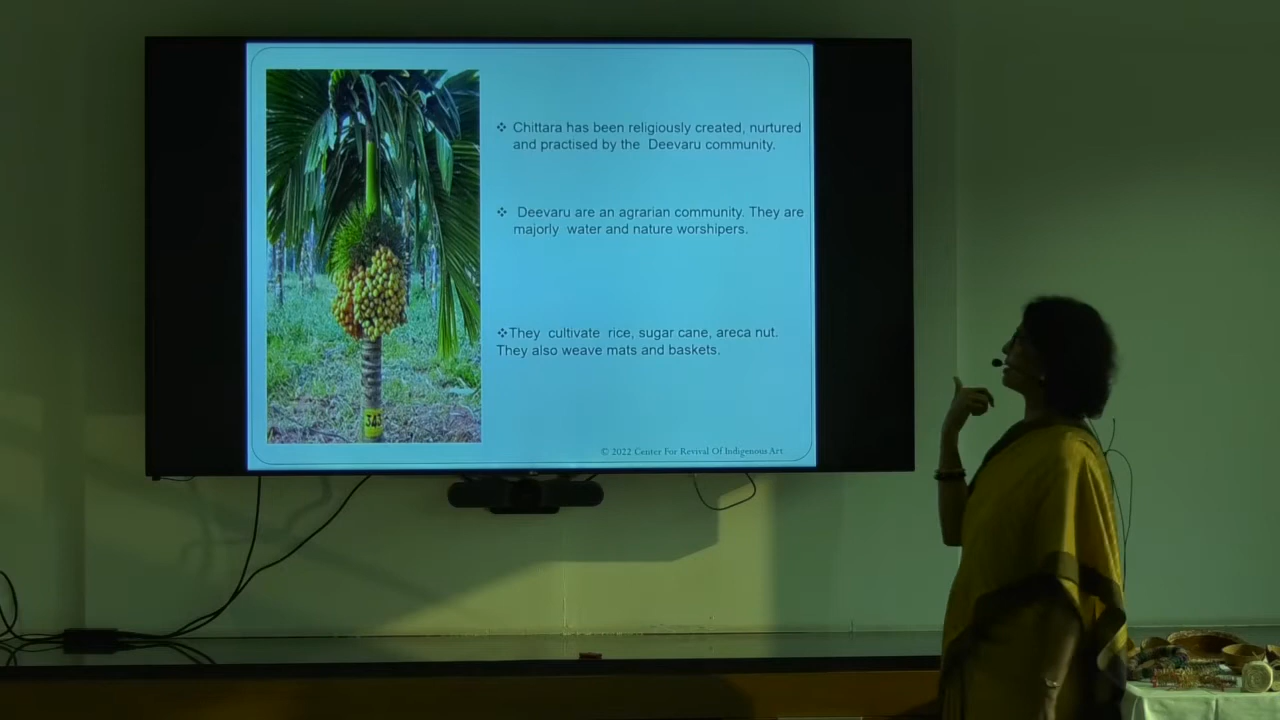 ❖ Chittara has been religiously created, nurtured
and practised by the Deevaru community.
❖ Deevaru are an agrarian community. They are
majorly water and nature worshipers.
❖They cultivate rice, sugar cane, areca nut.
They also weave mats and baskets.
343
© 2022 Center For Revival Of Indigenous Art